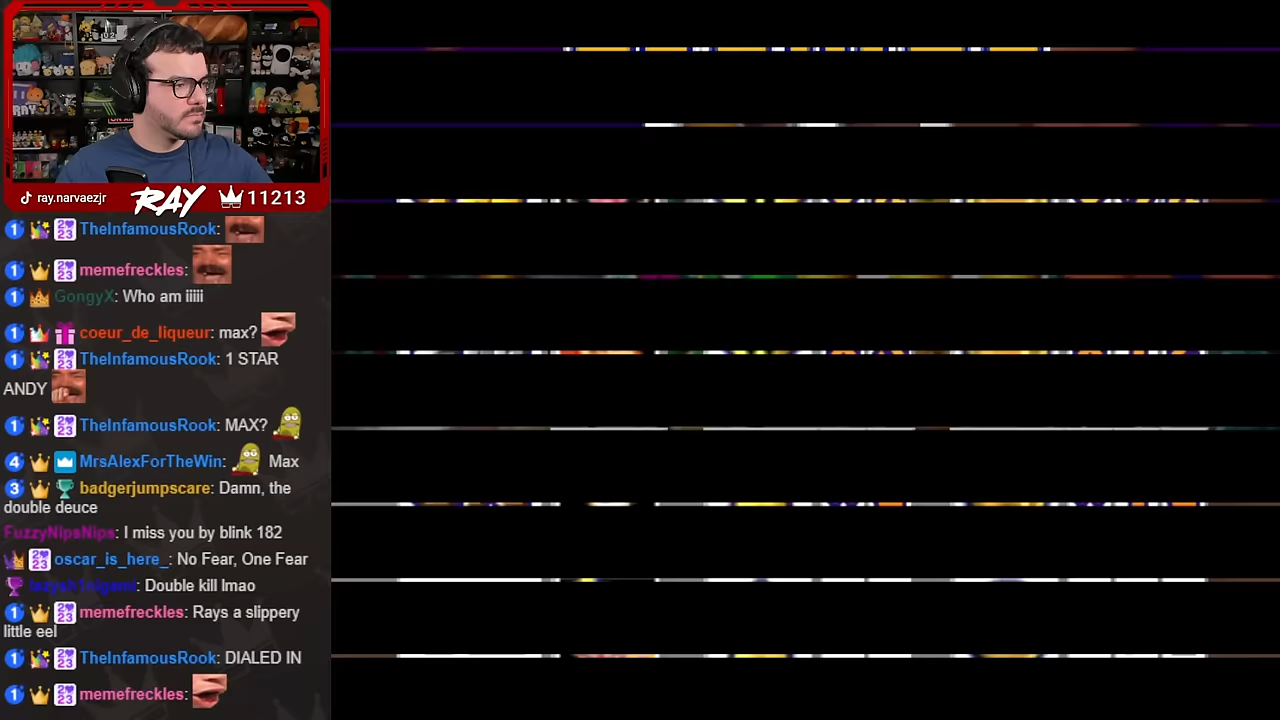 ray.narvaezjr RAY 11213
TheInfamousRook:
memefreckles:
GongyX: Who am iiiii
coeur_de_liqueur: max?
TheInfamousRook: 1 STAR
ANDY
TheInfamousRook: MAX?
MrsAlexForTheWin: Max
badgerjumpscare: Damn, the
double deuce
FuzzyNipsNips: I miss you by blink 182
oscar_is_here_: No Fear, One Fear
Double kill lmao
memefreckles: Rays a slippery
little eel
TheInfamousRook: DIALED IN
memefreckles: